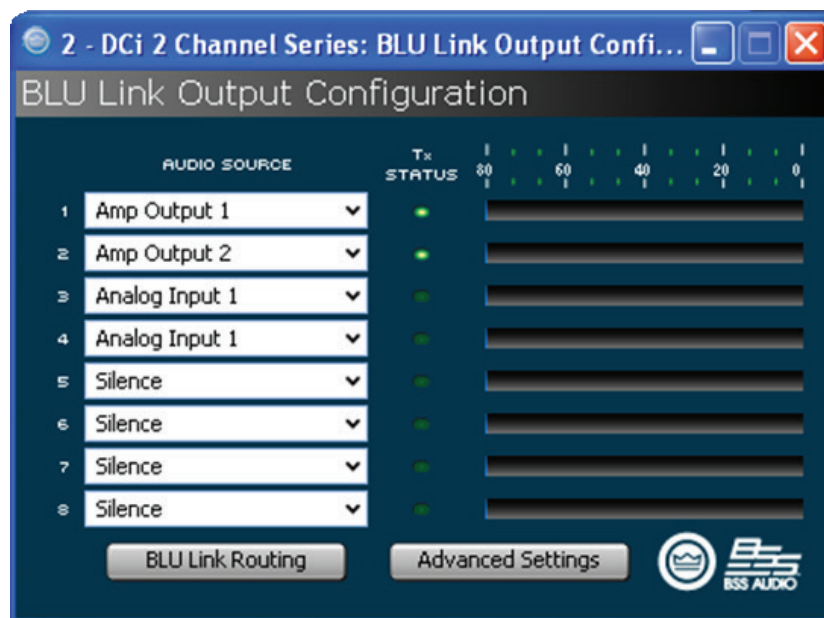 2 - DCi 2 Channel Series: BLU Link Output Confi...
BLU Link Output Configuration
AUDIO SOURCE
Tx
STATUS
80 60 40 20 0
1 Amp Output 1
2 Amp Output 2
3 Analog Input 1
4 Analog Input 1
5 Silence
6 Silence
7 Silence
8 Silence
BLU Link Routing
Advanced Settings
BSS
BSS AUDIO